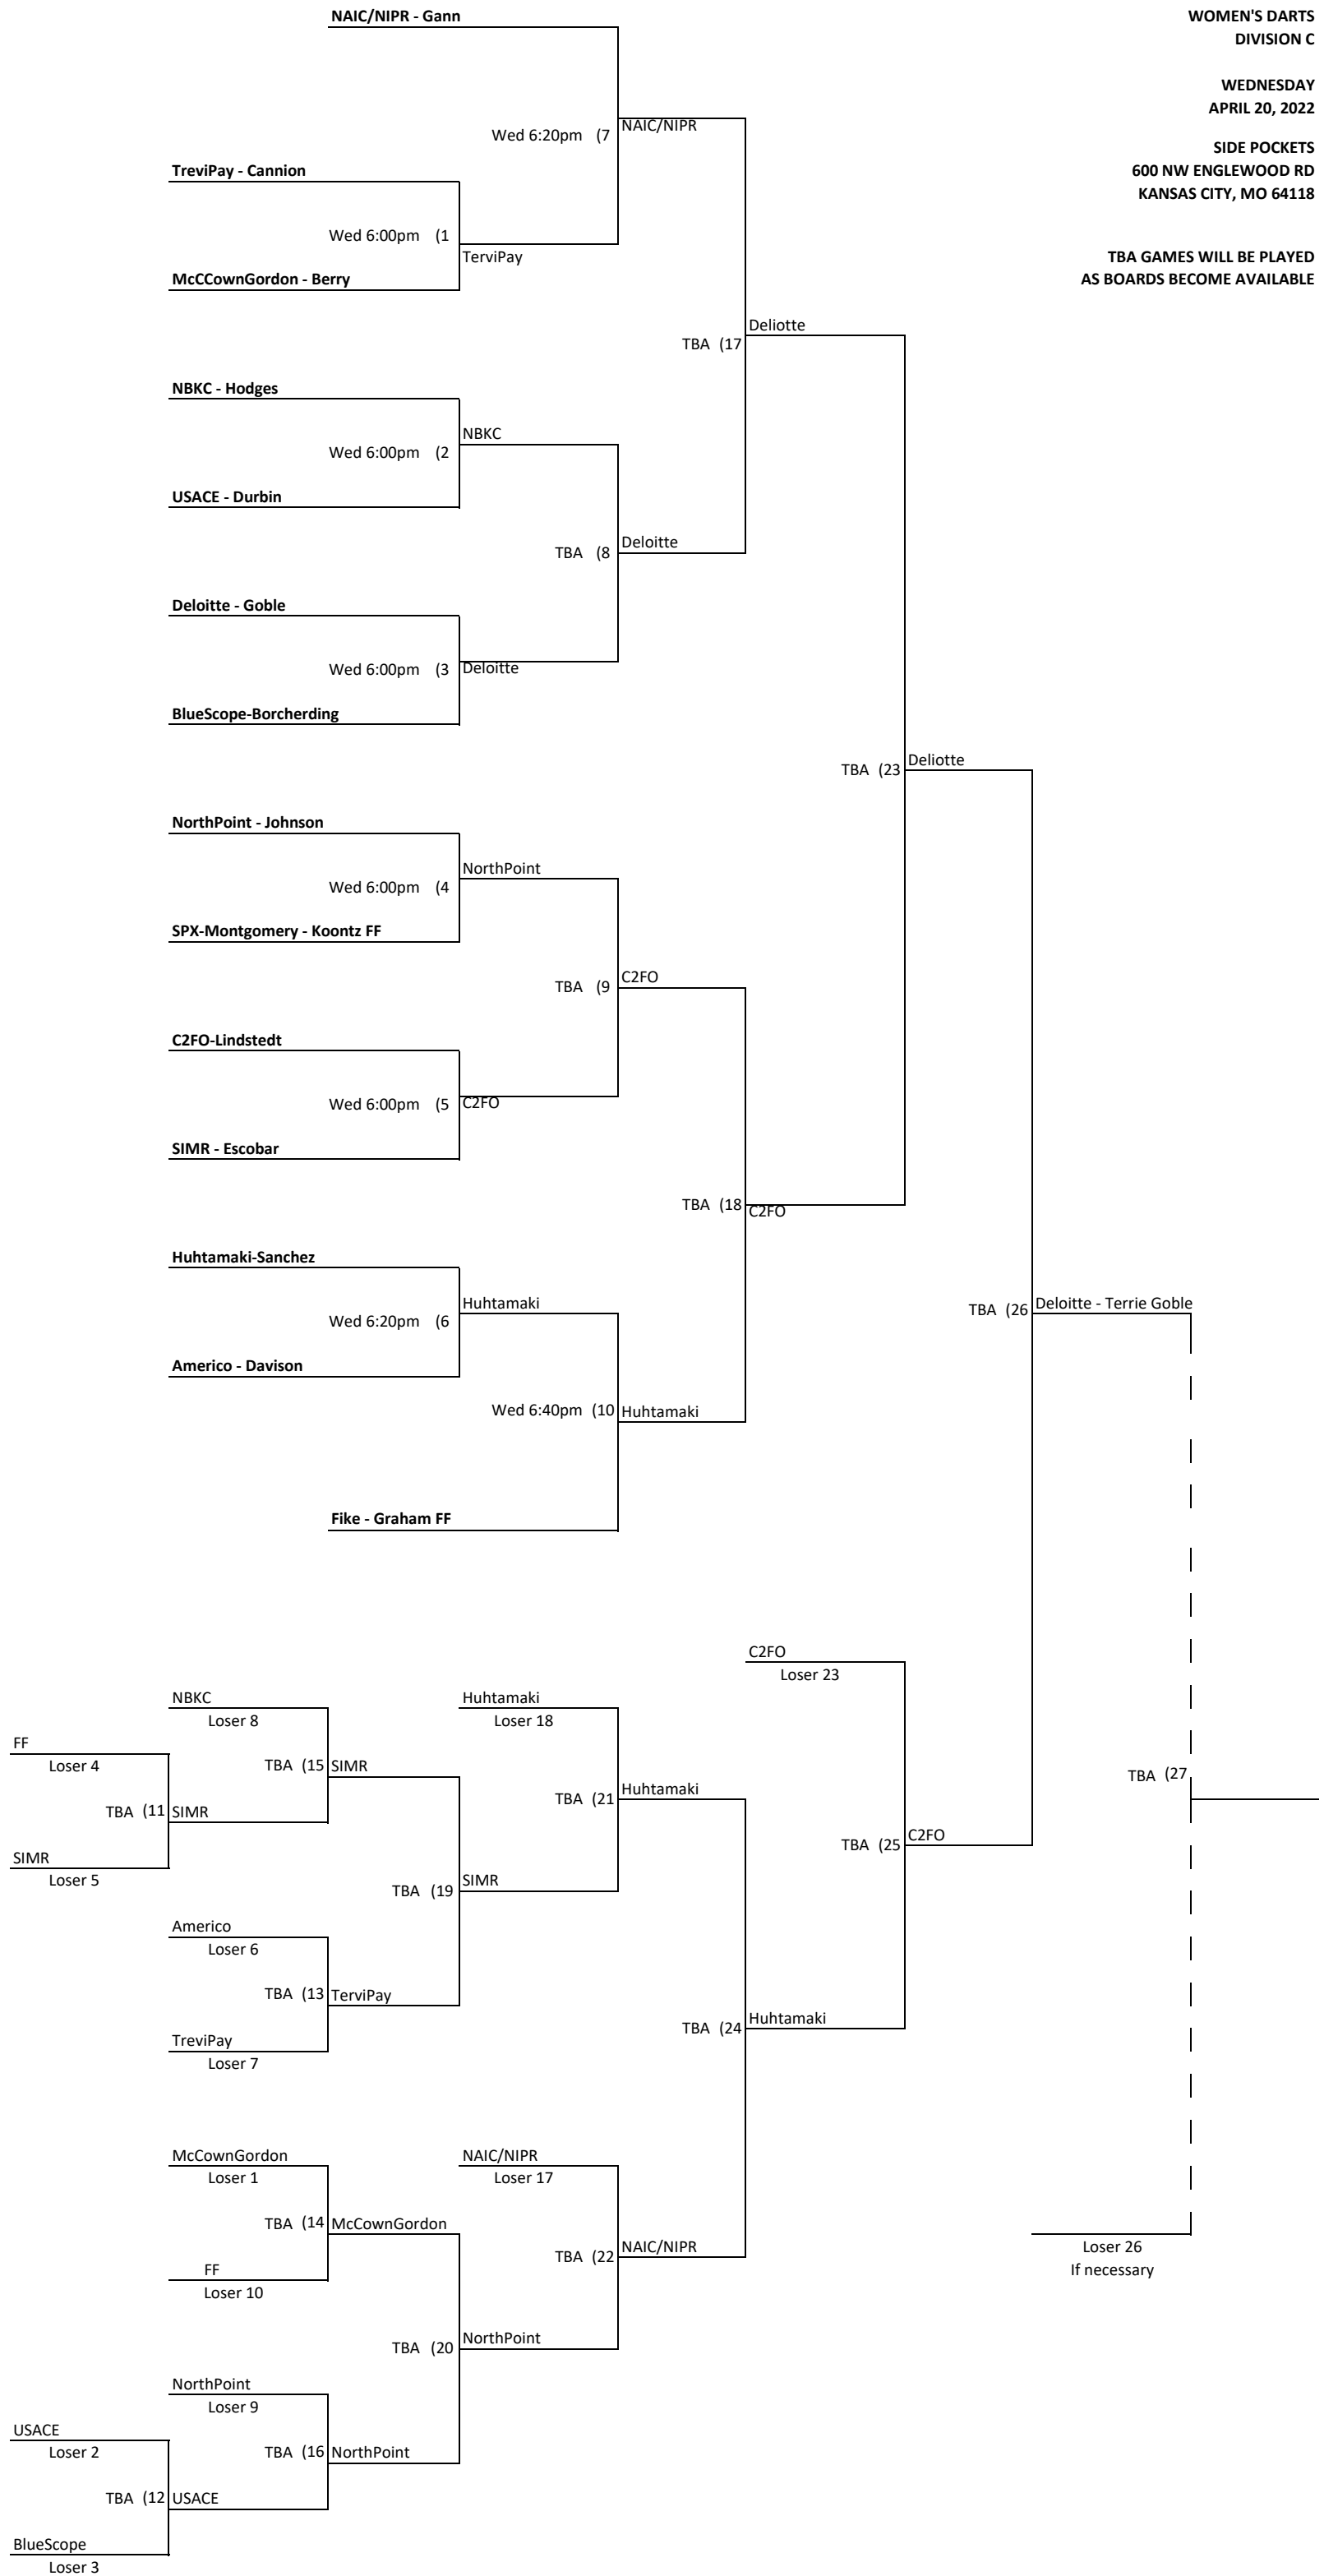 NAIC/NIPR - Gann
WOMEN'S DARTS
DIVISION C
WEDNESDAY
APRIL 20, 2022
Wed 6:20pm (7
NAIC/NIPR
SIDE POCKETS
600 NW ENGLEWOOD RD
KANSAS CITY, MO 64118
TreviPay - Cannion
Wed 6:00pm (1
TerviPay
McCCownGordon - Berry
TBA GAMES WILL BE PLAYED
AS BOARDS BECOME AVAILABLE
Deliotte
TBA (17
NBKC - Hodges
NBKC
Wed 6:00pm (2
USACE - Durbin
Deloitte
TBA (8
Deloitte - Goble
Wed 6:00pm (3
Deloitte
BlueScope-Borcherding
Deliotte
TBA (23
NorthPoint - Johnson
NorthPoint
Wed 6:00pm (4
SPX-Montgomery - Koontz FF
C2FO
TBA (9
C2FO-Lindstedt
Wed 6:00pm (5
C2FO
SIMR - Escobar
TBA (18
C2FO
Huhtamaki-Sanchez
Huhtamaki
Wed 6:20pm (6
TBA (26
Deloitte - Terrie Goble
Americo - Davison
Wed 6:40pm (10
Huhtamaki
Fike - Graham FF
C2FO
Loser 23
NBKC
Loser 8
Huhtamaki
Loser 18
FF
Loser 4
TBA (15
SIMR
TBA (27
TBA (21
Huhtamaki
TBA (11
SIMR
C2FO
TBA (25
SIMR
Loser 5
TBA (19
SIMR
Americo
Loser 6
TBA (13
TerviPay
TBA (24
Huhtamaki
TreviPay
Loser 7
McCownGordon
Loser 1
NAIC/NIPR
Loser 17
TBA (14
McCownGordon
TBA (22
NAIC/NIPR
Loser 26
If necessary
FF
Loser 10
TBA (20
NorthPoint
NorthPoint
Loser 9
USACE
Loser 2
TBA (16
NorthPoint
TBA (12
USACE
BlueScope
Loser 3